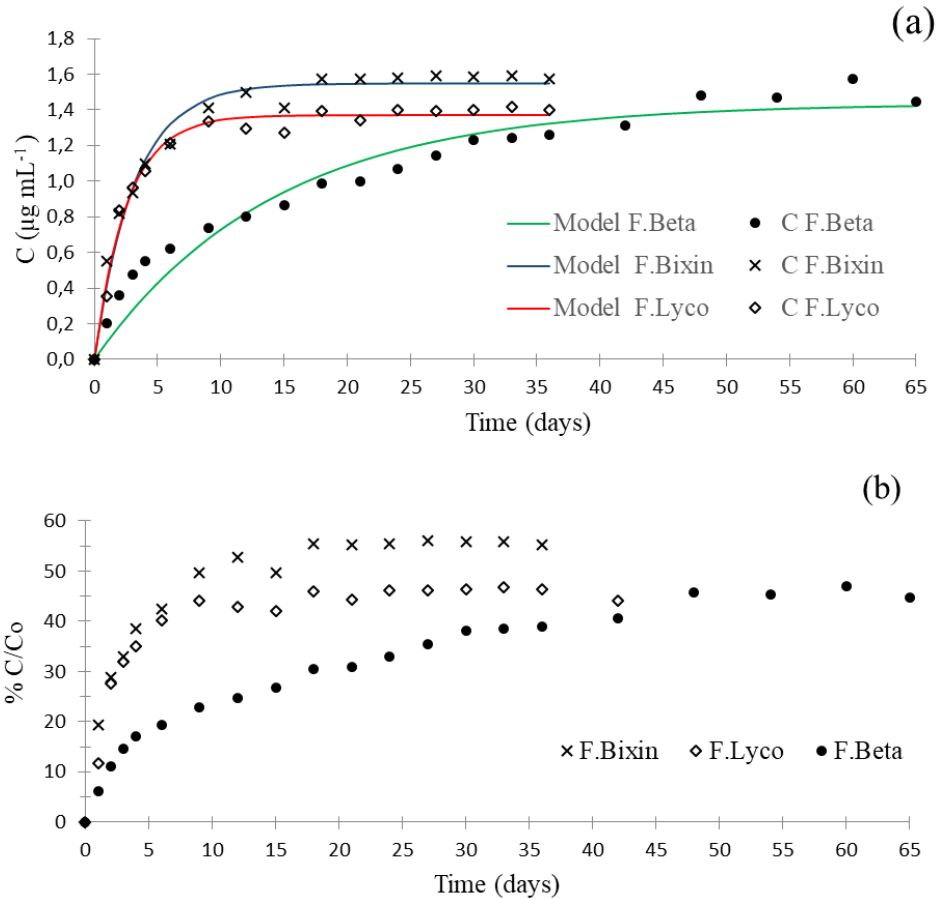 (a)
1,8
1,6
1,4
1,2
1,0
0,8
0,6
0,4
0,2
0,0
C (µg mL⁻¹)
Model F.Beta
C F.Beta
Model F.Bixin
C F.Bixin
Model F.Lyco
C F.Lyco
0 5 10 15 20 25 30 35 40 45 50 55 60 65
Time (days)
(b)
60
50
40
30
20
10
0
% C/Co
F.Bixin F.Lyco F.Beta
0 5 10 15 20 25 30 35 40 45 50 55 60 65
Time (days)